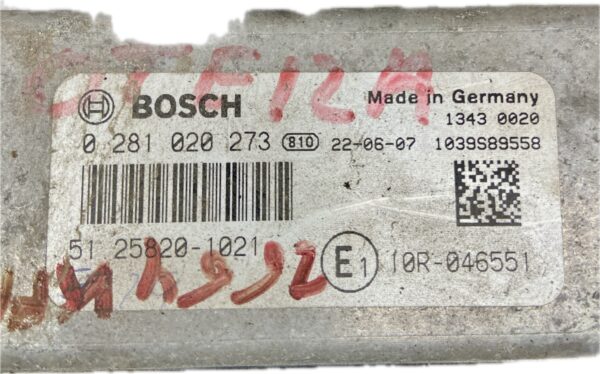 OTF12A
BOSCH
Made in Germany
1343 0020
0 281 020 273 810 22-06-07 1039S89558
51 25820-1021
E1 10R-046551